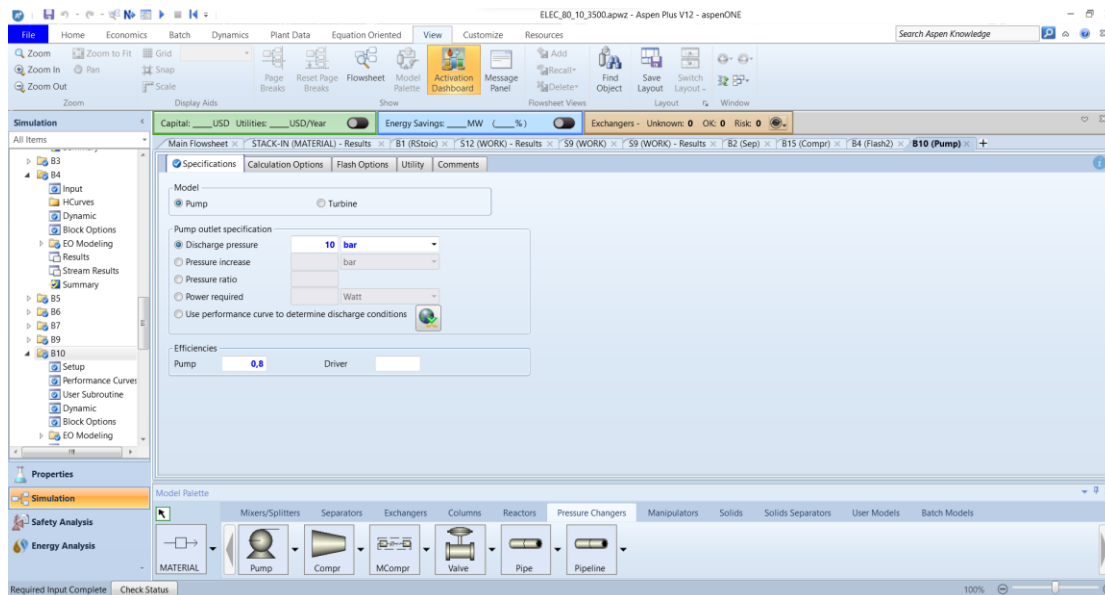 ELEC_80_10_3500.apwz - Aspen Plus V12 - aspenONE
File Home Economics Batch Dynamics Plant Data Equation Oriented View Customize Resources Search Aspen Knowledge
Zoom Zoom to Fit Grid
Zoom In Pan Snap
Zoom Out Scale
Page Breaks Reset Page Breaks Flowsheet Model Palette Activation Dashboard Message Panel
Add
Recall
Delete
Find Object Save Layout Switch Layout
Zoom Display Aids Show Flowsheet Views Layout Window
Simulation
Capital: ____USD Utilities: ____USD/Year Energy Savings: ____MW (____%) Exchangers - Unknown: 0 OK: 0 Risk: 0
All Items
Main Flowsheet STACK-IN (MATERIAL) - Results B1 (RStoic) S12 (WORK) - Results S9 (WORK) S9 (WORK) - Results B2 (Sep) B15 (Compr) B4 (Flash2) B10 (Pump) +
B3
B4
Input
HCurves
Dynamic
Block Options
EO Modeling
Results
Stream Results
Summary
B5
B6
B7
B9
B10
Setup
Performance Curves
User Subroutine
Dynamic
Block Options
EO Modeling
Specifications Calculation Options Flash Options Utility Comments
Model
Pump Turbine
Pump outlet specification
Discharge pressure 10 bar
Pressure increase bar
Pressure ratio
Power required Watt
Use performance curve to determine discharge conditions
Efficiencies
Pump 0,8 Driver
Properties
Simulation
Safety Analysis
Energy Analysis
Model Palette
Mixers/Splitters Separators Exchangers Columns Reactors Pressure Changers Manipulators Solids Solids Separators User Models Batch Models
MATERIAL Pump Compr MCompr Valve Pipe Pipeline
Required Input Complete Check Status 100%